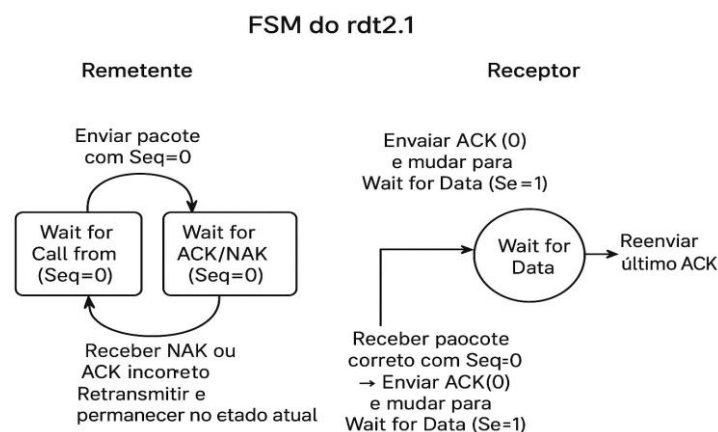 FSM do rdt2.1
Remetente
Enviar pacote
com Seq=0
Wait for
Call from
(Seq=0)
Wait for
ACK/NAK
(Seq=0)
Receber NAK ou
ACK incorreto
Retransmitir e
permanecer no etado atual
Receptor
Envaiar ACK (0)
e mudar para
Wait for Data (Se=1)
Wait for
Data
Reenviar
último ACK
Receber paocote
correto com Seq=0
→ Enviar ACK(0)
e mudar para
Wait for Data (Se=1)